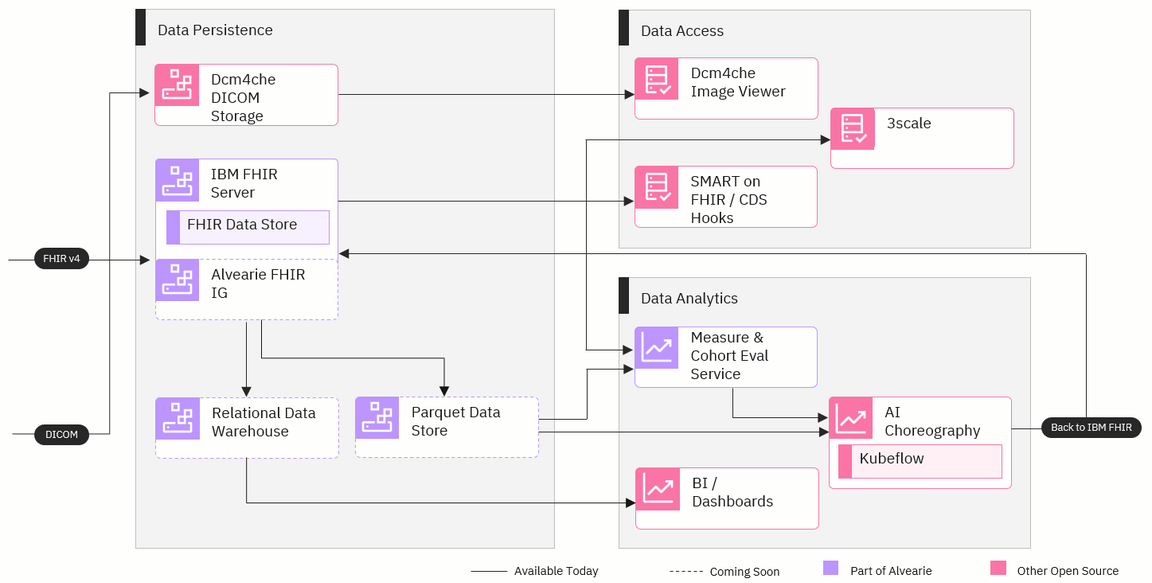 Data Persistence
Dcm4che
DICOM
Storage
IBM FHIR
Server
FHIR Data Store
Alvearie FHIR
IG
Relational Data
Warehouse
Parquet Data
Store
FHIR v4
DICOM
Data Access
Dcm4che
Image Viewer
3scale
SMART on
FHIR / CDS
Hooks
Data Analytics
Measure &
Cohort Eval
Service
AI
Choreography
Kubeflow
BI /
Dashboards
Back to IBM FHIR
Available Today
Coming Soon
Part of Alvearie
Other Open Source